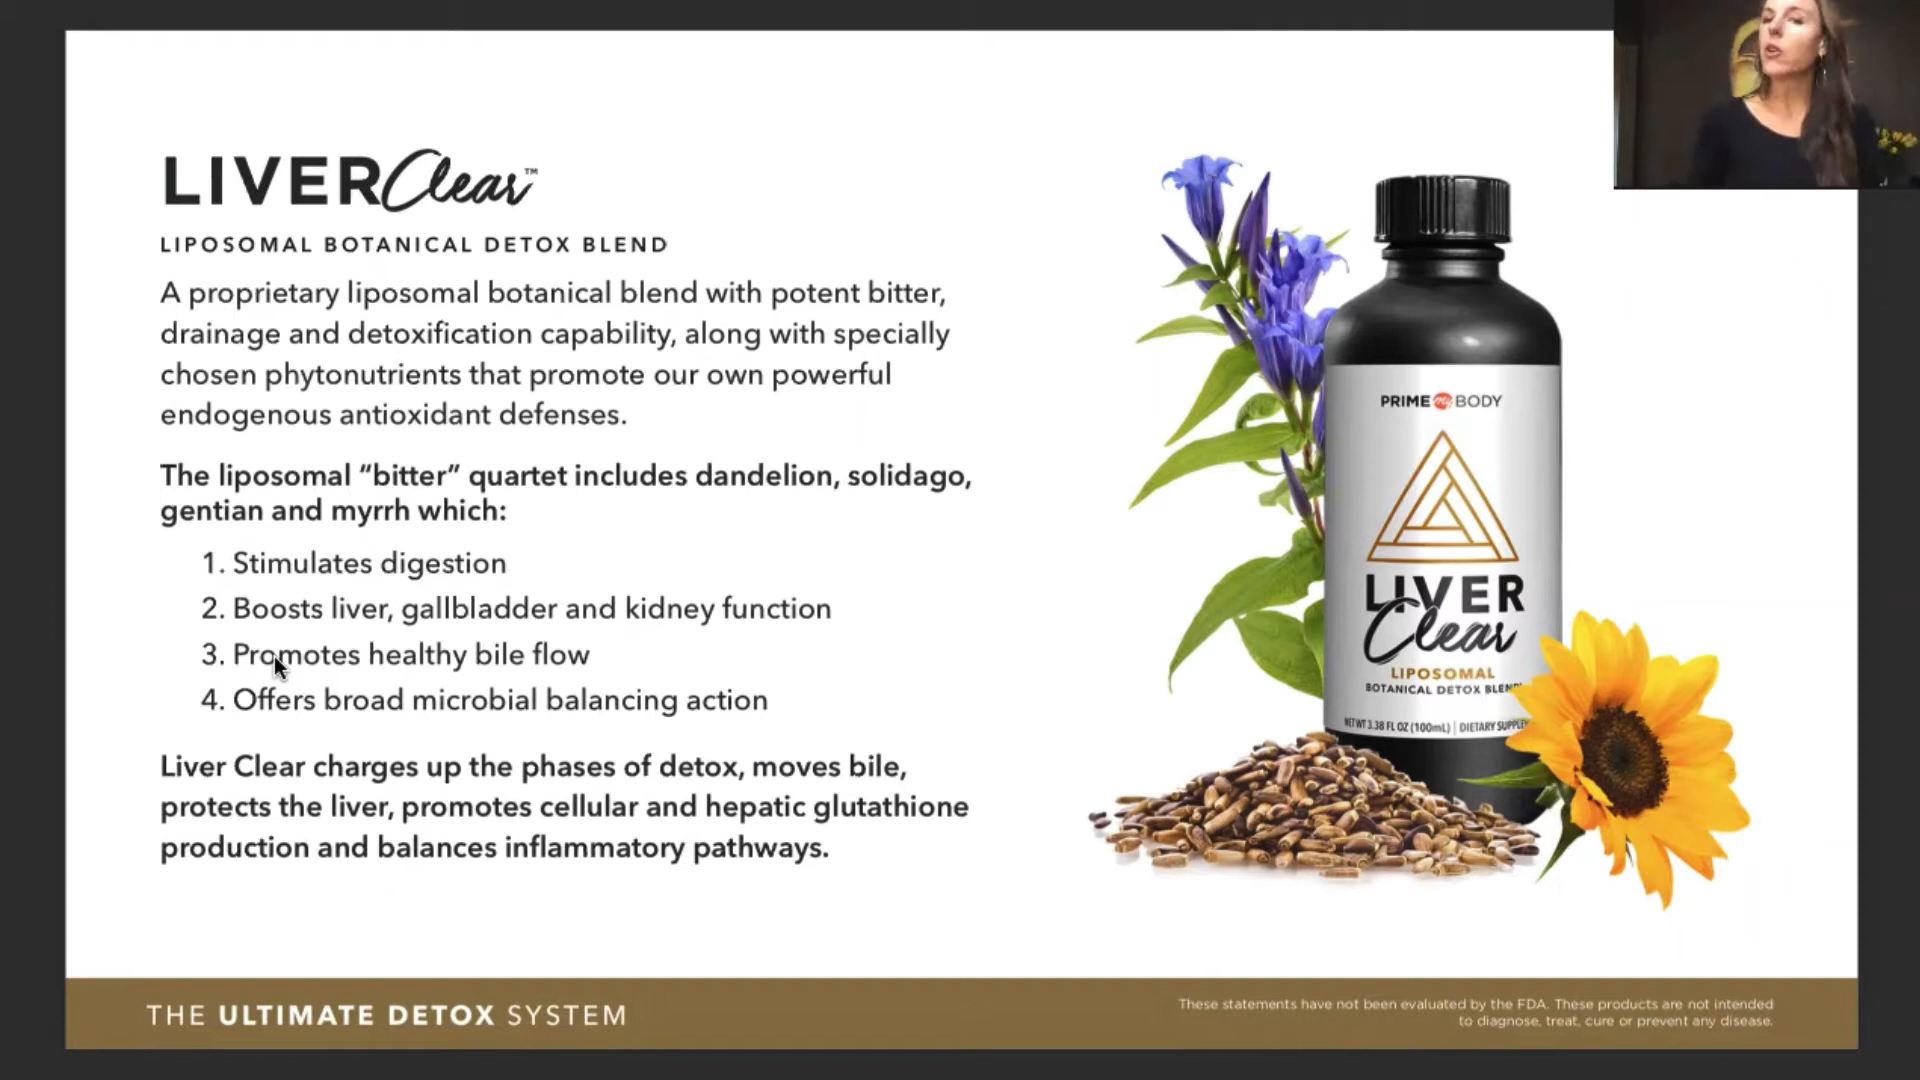 LIVERClear™
LIPOSOMAL BOTANICAL DETOX BLEND
A proprietary liposomal botanical blend with potent bitter,
drainage and detoxification capability, along with specially
chosen phytonutrients that promote our own powerful
endogenous antioxidant defenses.
The liposomal “bitter” quartet includes dandelion, solidago,
gentian and myrrh which:
1. Stimulates digestion
2. Boosts liver, gallbladder and kidney function
3. Promotes healthy bile flow
4. Offers broad microbial balancing action
Liver Clear charges up the phases of detox, moves bile,
protects the liver, promotes cellular and hepatic glutathione
production and balances inflammatory pathways.
PRIME my BODY
LIVER
Clear
LIPOSOMAL
BOTANICAL DETOX BLEND
NET WT 3.38 FL OZ (100mL) | DIETARY
THE ULTIMATE DETOX SYSTEM
These statements have not been evaluated by the FDA. These products are not intended
to diagnose, treat, cure or prevent any disease.